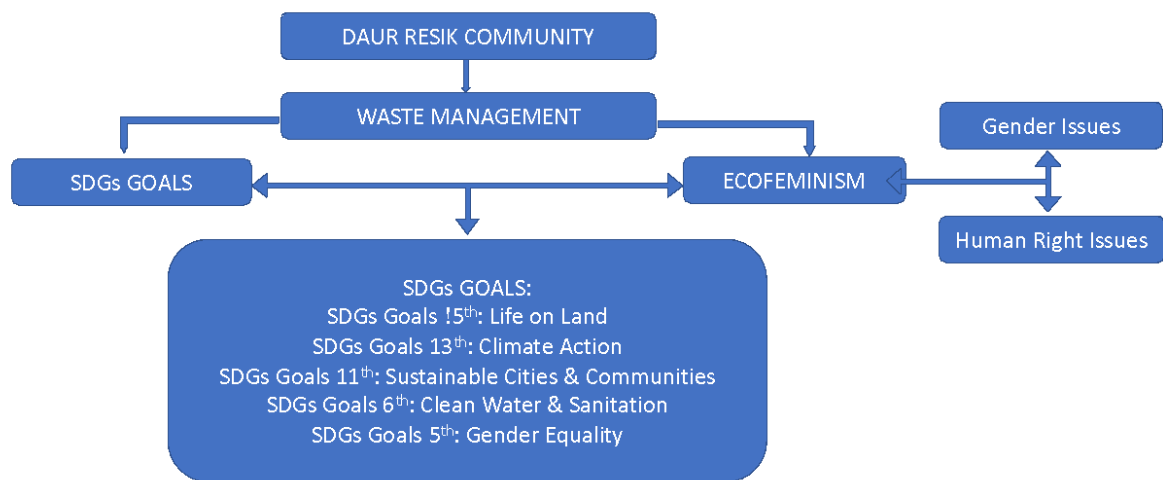 DAUR RESIK COMMUNITY
WASTE MANAGEMENT
Gender Issues
SDGs GOALS
ECOFEMINISM
Human Right Issues
SDGs GOALS:
SDGs Goals !5th: Life on Land
SDGs Goals 13th: Climate Action
SDGs Goals 11th: Sustainable Cities & Communities
SDGs Goals 6th: Clean Water & Sanitation
SDGs Goals 5th: Gender Equality